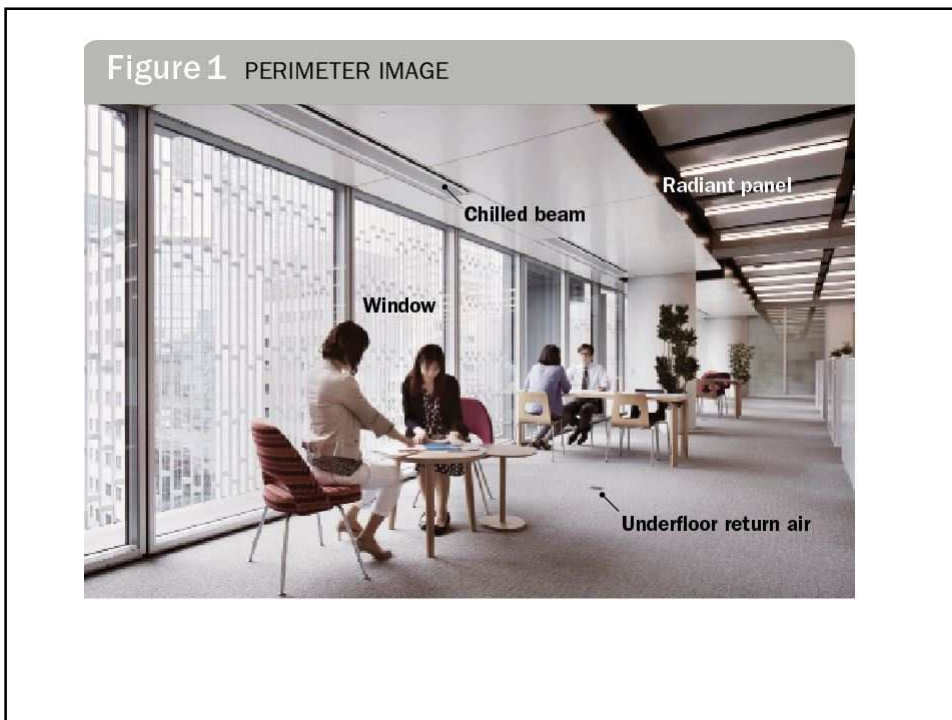 Figure 1 PERIMETER IMAGE
Radiant panel
Chilled beam
Window
Underfloor return air